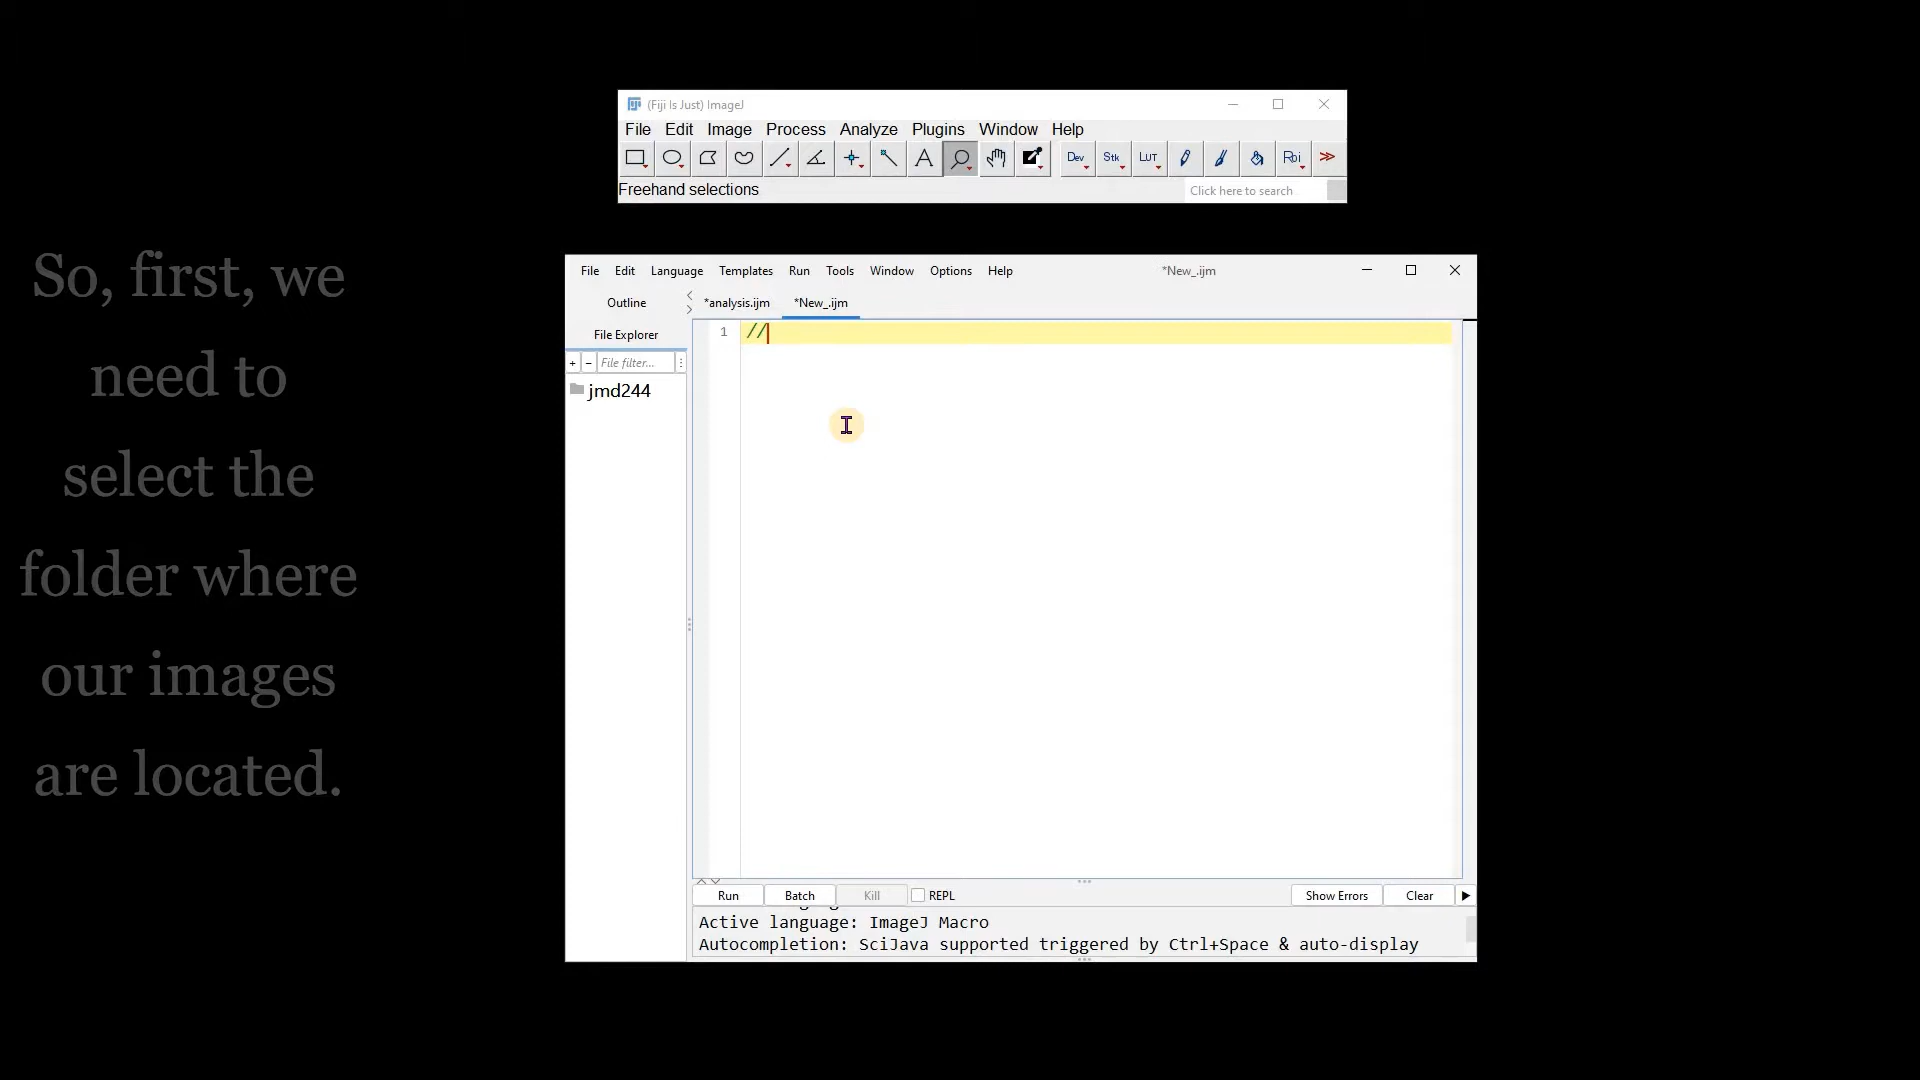 (Fiji Is Just) ImageJ
File Edit Image Process Analyze Plugins Window Help
A Dev Stk LUT Roi >>
Freehand selections Click here to search
So, first, we
need to
select the
folder where
our images
are located.
File Edit Language Templates Run Tools Window Options Help *New_.ijm
Outline *analysis.ijm *New_.ijm
File Explorer
+ - File filter...
jmd244
1 //
Run Batch Kill REPL Show Errors Clear
Active language: ImageJ Macro
Autocompletion: SciJava supported triggered by Ctrl+Space & auto-display